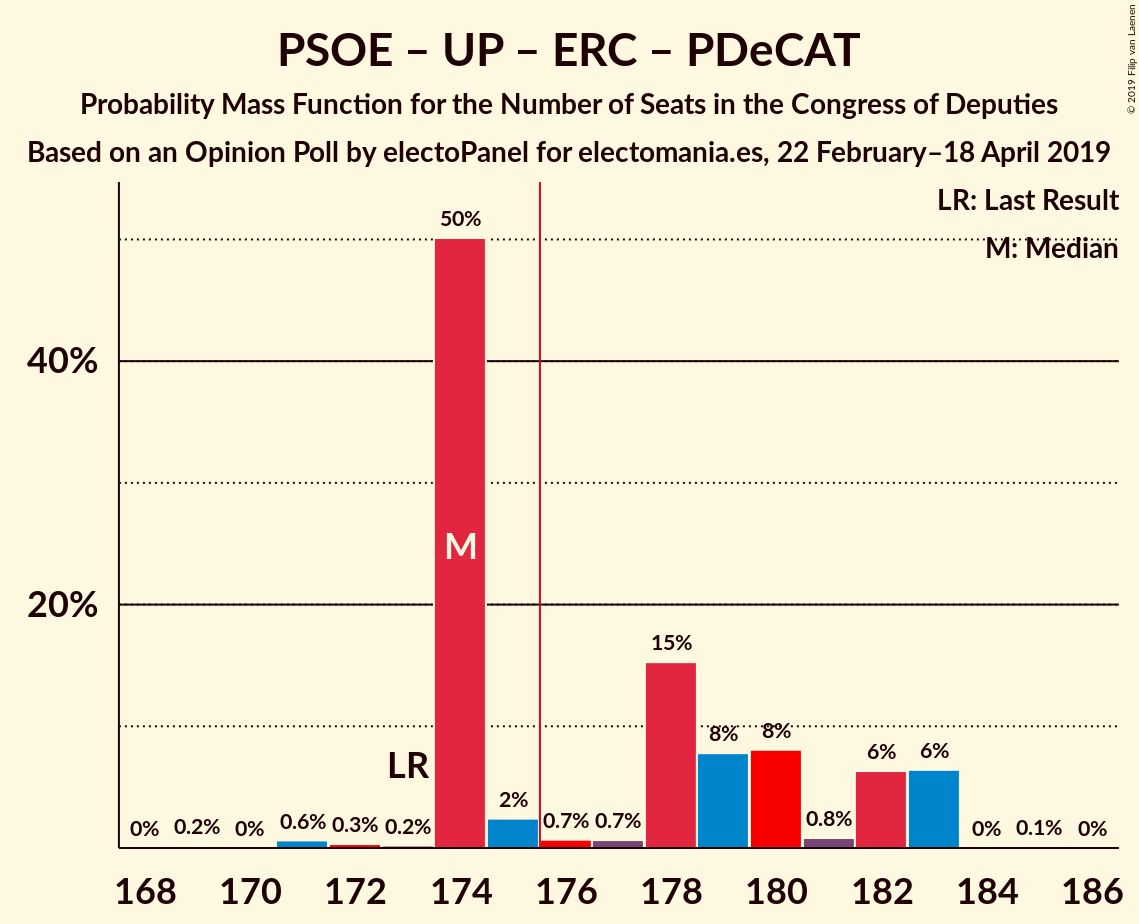 PSOE – UP – ERC – PDeCAT
Probability Mass Function for the Number of Seats in the Congress of Deputies
Based on an Opinion Poll by electoPanel for electomania.es, 22 February–18 April 2019
© 2019 Filip van Laenen
LR: Last Result
M: Median
50%
40%
20%
M
LR
0% 0.2% 0% 0.6% 0.3% 0.2% 2% 0.7% 0.7% 15% 8% 8% 0.8% 6% 6% 0% 0.1% 0%
168 170 172 174 176 178 180 182 184 186